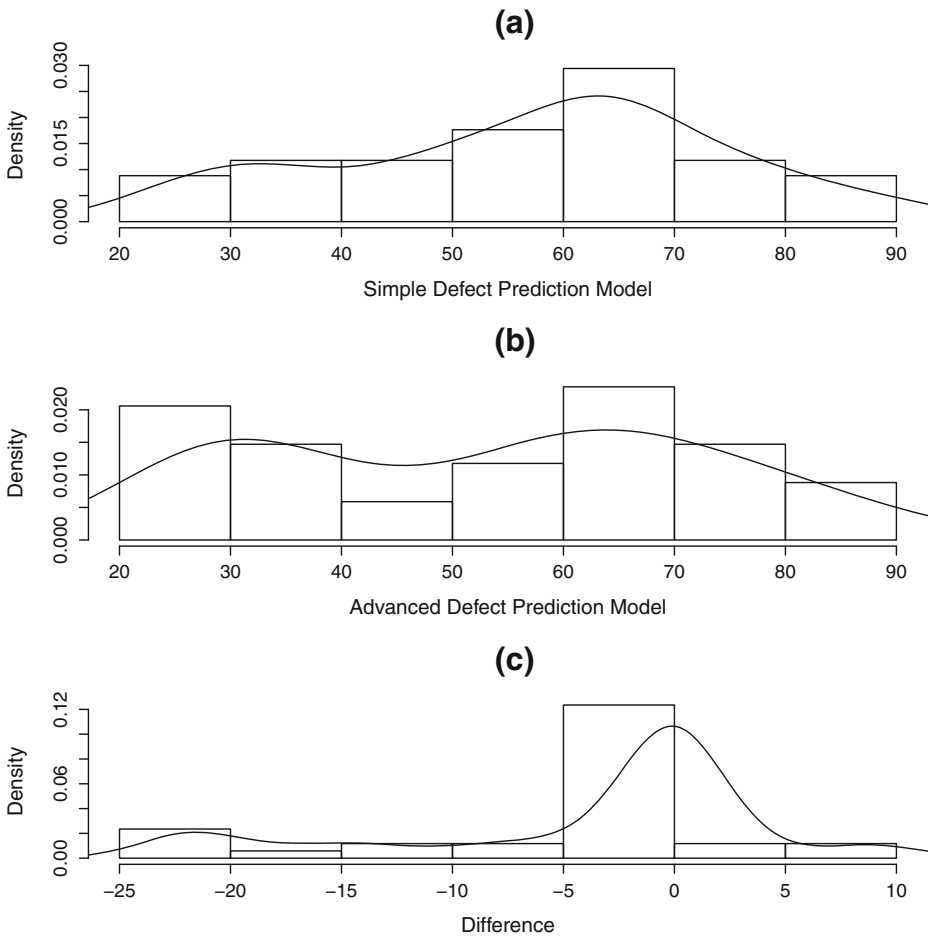 (a)
Density
0.000
0.015
0.030
20 30 40 50 60 70 80 90
Simple Defect Prediction Model
(b)
Density
0.000
0.010
0.020
20 30 40 50 60 70 80 90
Advanced Defect Prediction Model
(c)
Density
0.00
0.06
0.12
−25 −20 −15 −10 −5 0 5 10
Difference